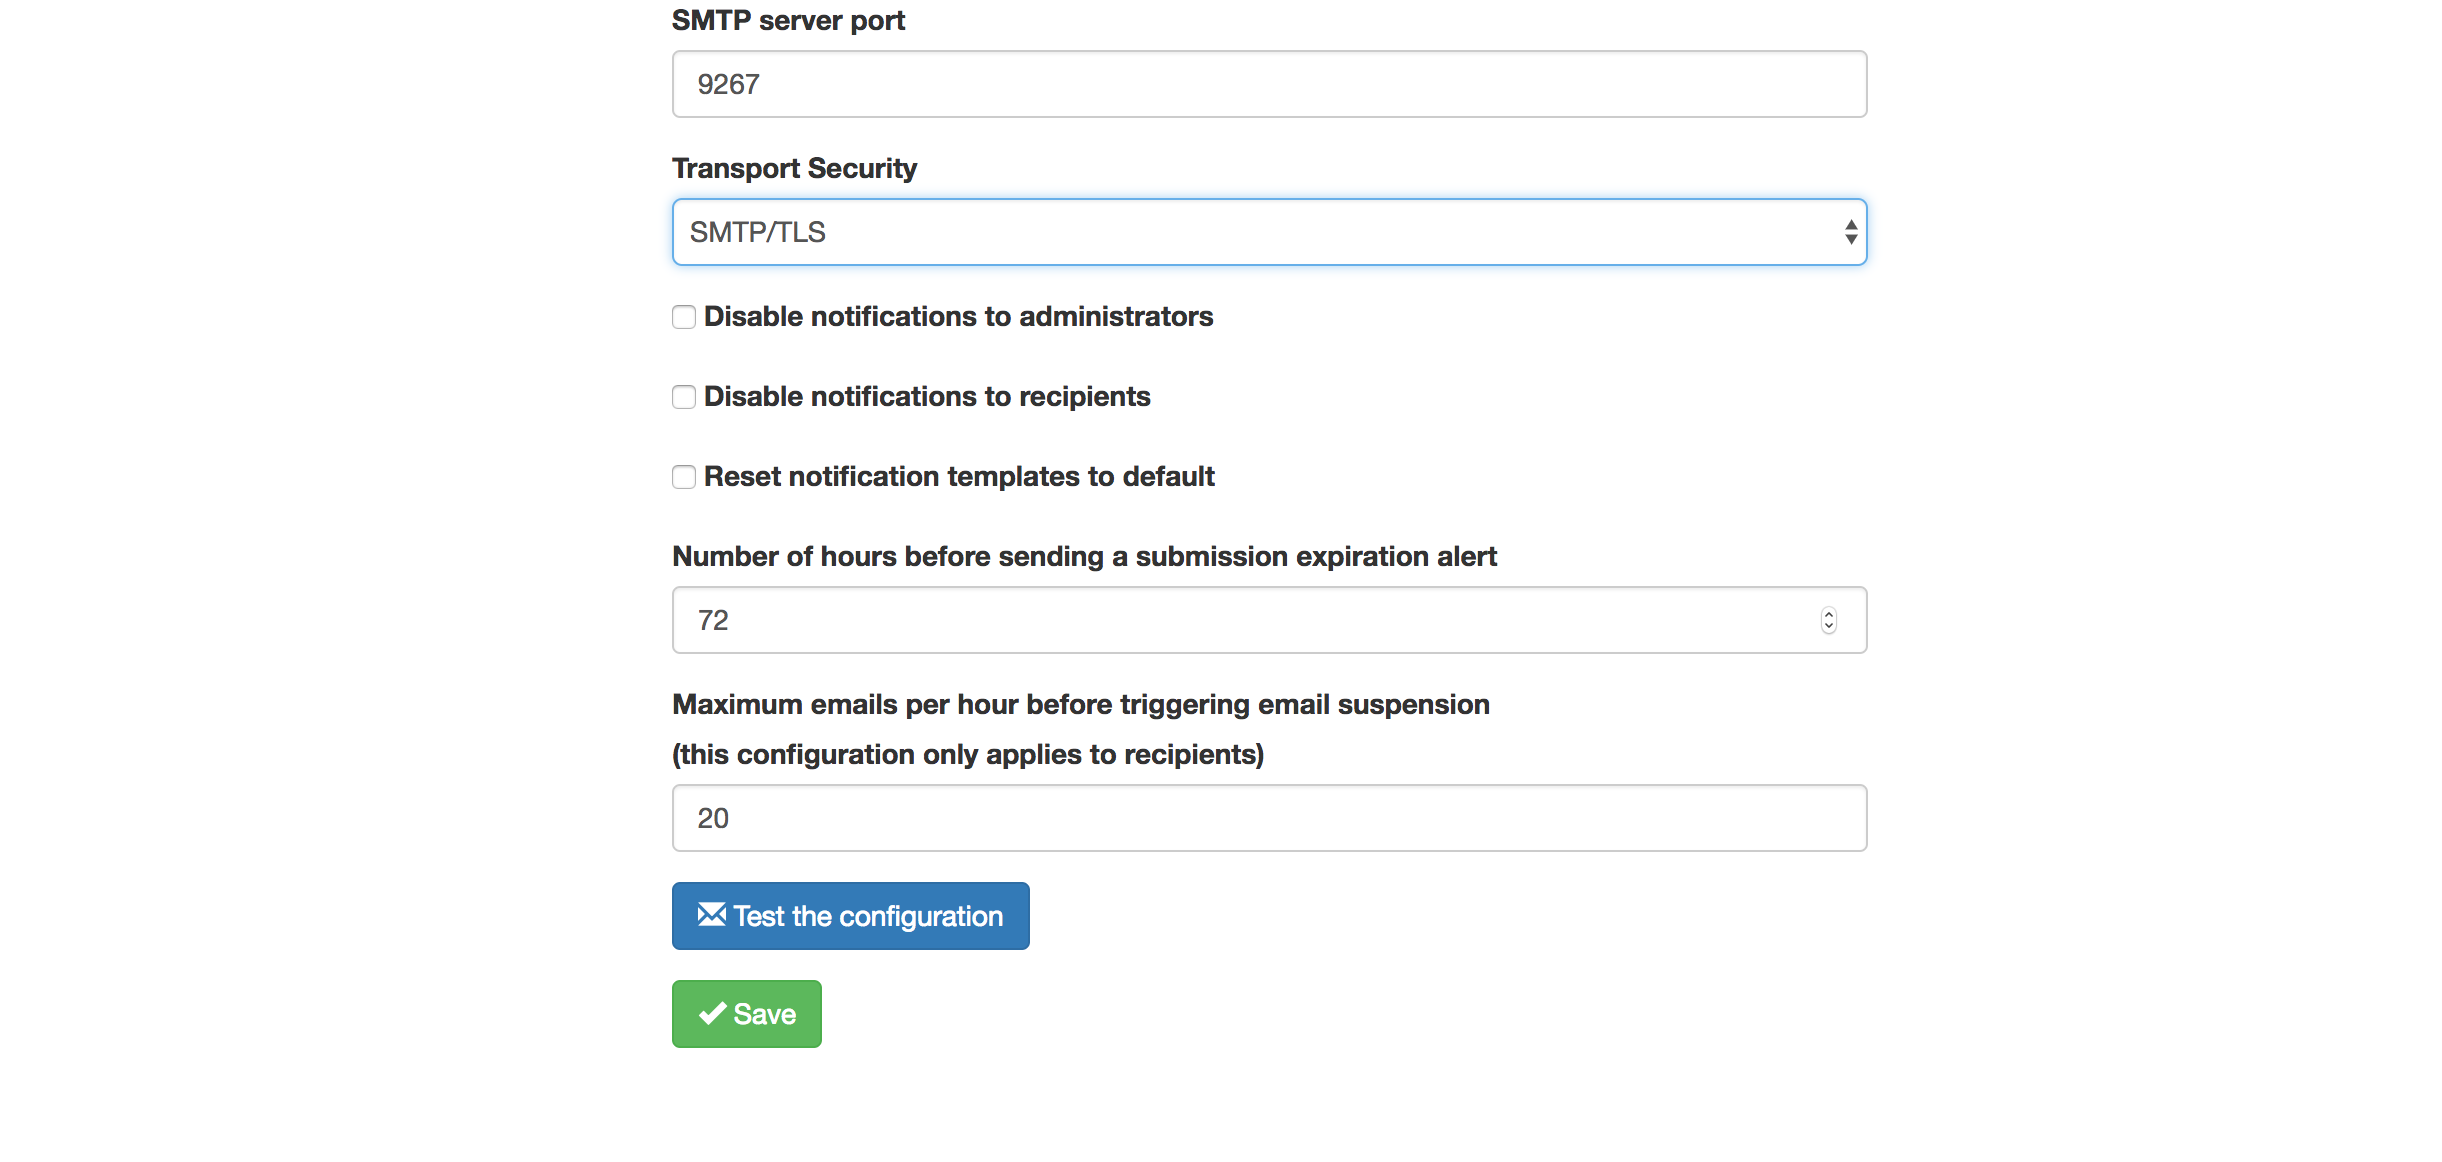 SMTP server port
9267
Transport Security
SMTP/TLS
Disable notifications to administrators
Disable notifications to recipients
Reset notification templates to default
Number of hours before sending a submission expiration alert
72
Maximum emails per hour before triggering email suspension
(this configuration only applies to recipients)
20
Test the configuration
Save